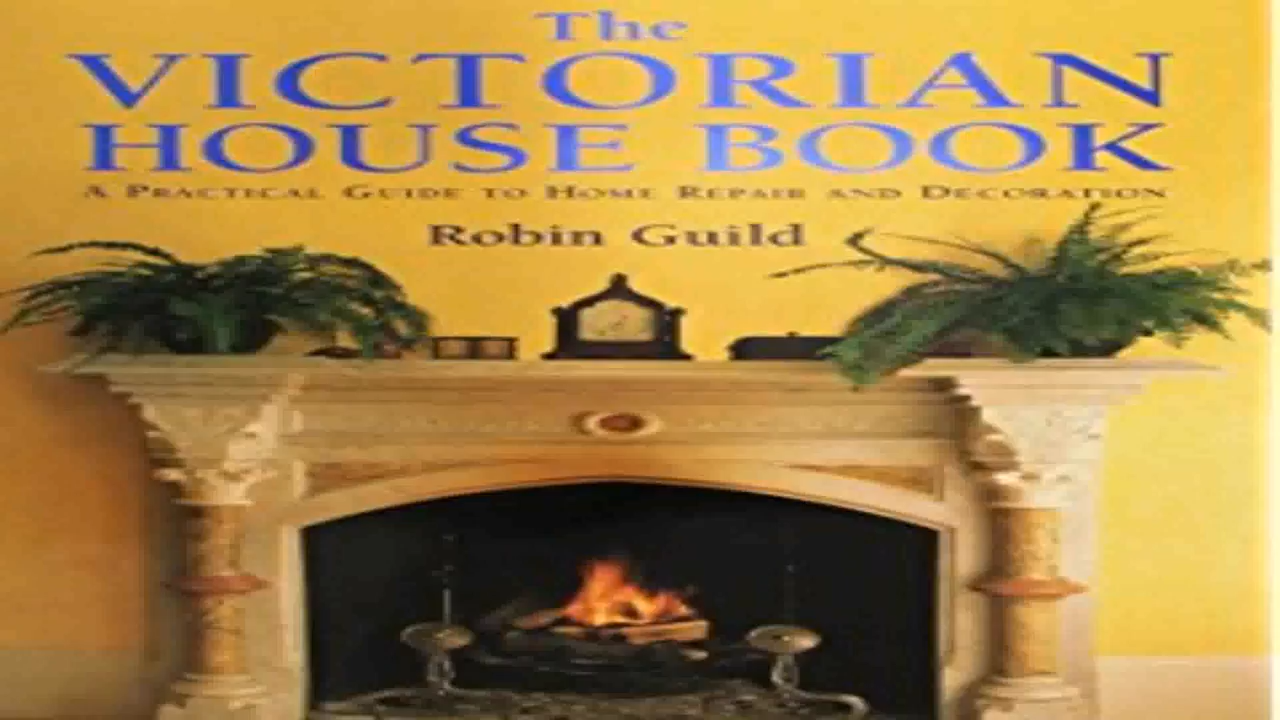 The
VICTORIAN
HOUSE BOOK
A PRACTICAL GUIDE TO HOME REPAIR AND DECORATION
Robin Guild